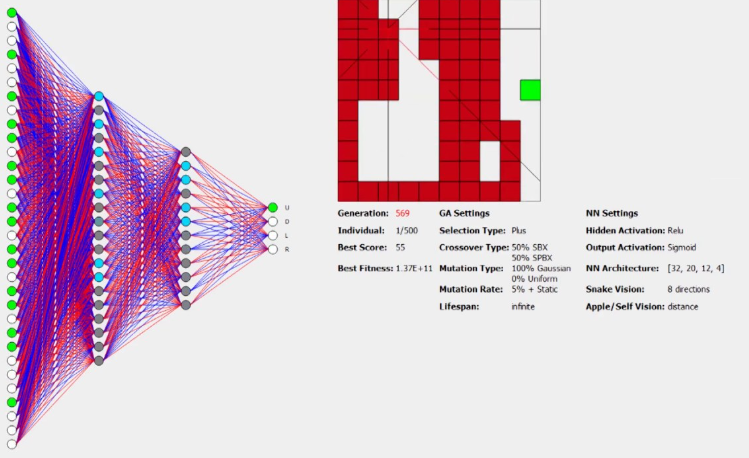 U
D
L
R
Generation: 569 GA Settings NN Settings
Individual: 1/500 Selection Type: Plus Hidden Activation: Relu
Best Score: 55 Crossover Type: 50% SBX Output Activation: Sigmoid
50% SPBX
Best Fitness: 1.37E+11 Mutation Type: 100% Gaussian NN Architecture: [32, 20, 12, 4]
0% Uniform
Mutation Rate: 5% + Static Snake Vision: 8 directions
Lifespan: infinite Apple/Self Vision: distance